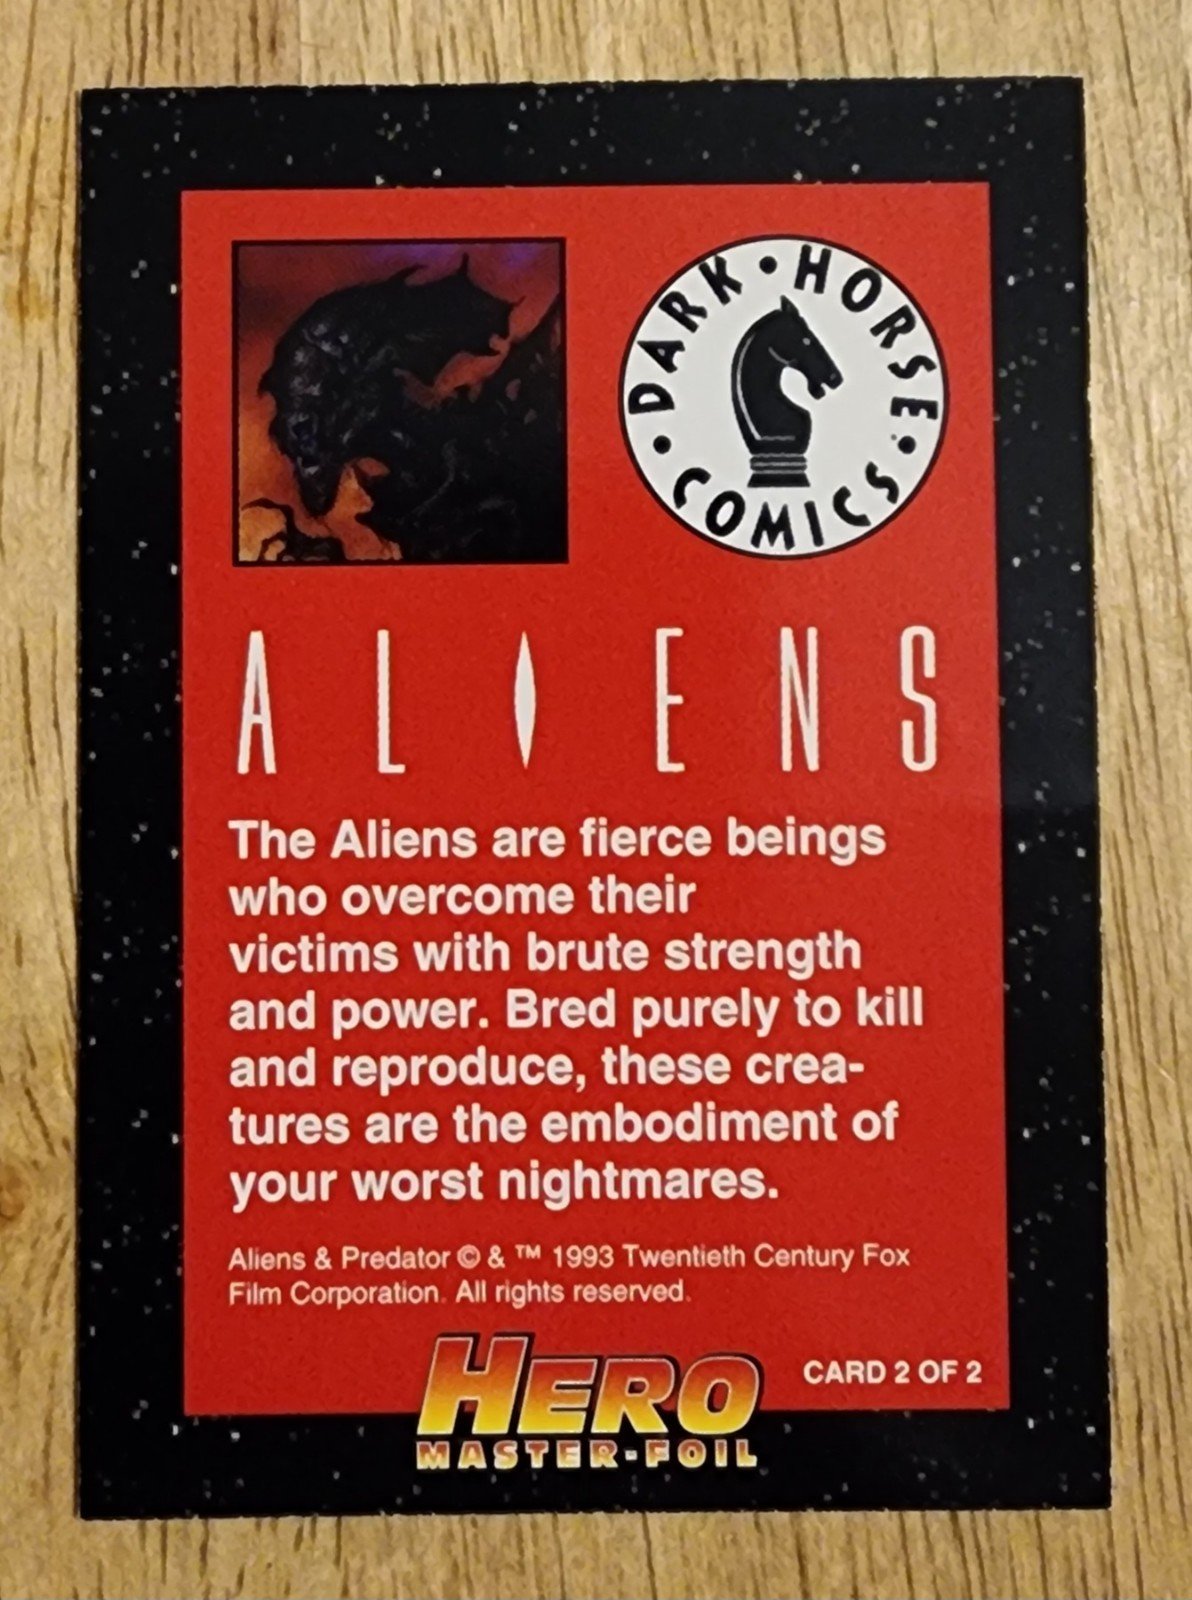 DARK • HORSE • COMICS •
ALIENS
The Aliens are fierce beings
who overcome their
victims with brute strength
and power. Bred purely to kill
and reproduce, these crea-
tures are the embodiment of
your worst nightmares.
Aliens & Predator © & ™ 1993 Twentieth Century Fox
Film Corporation. All rights reserved.
HERO
MASTER-FOIL
CARD 2 OF 2